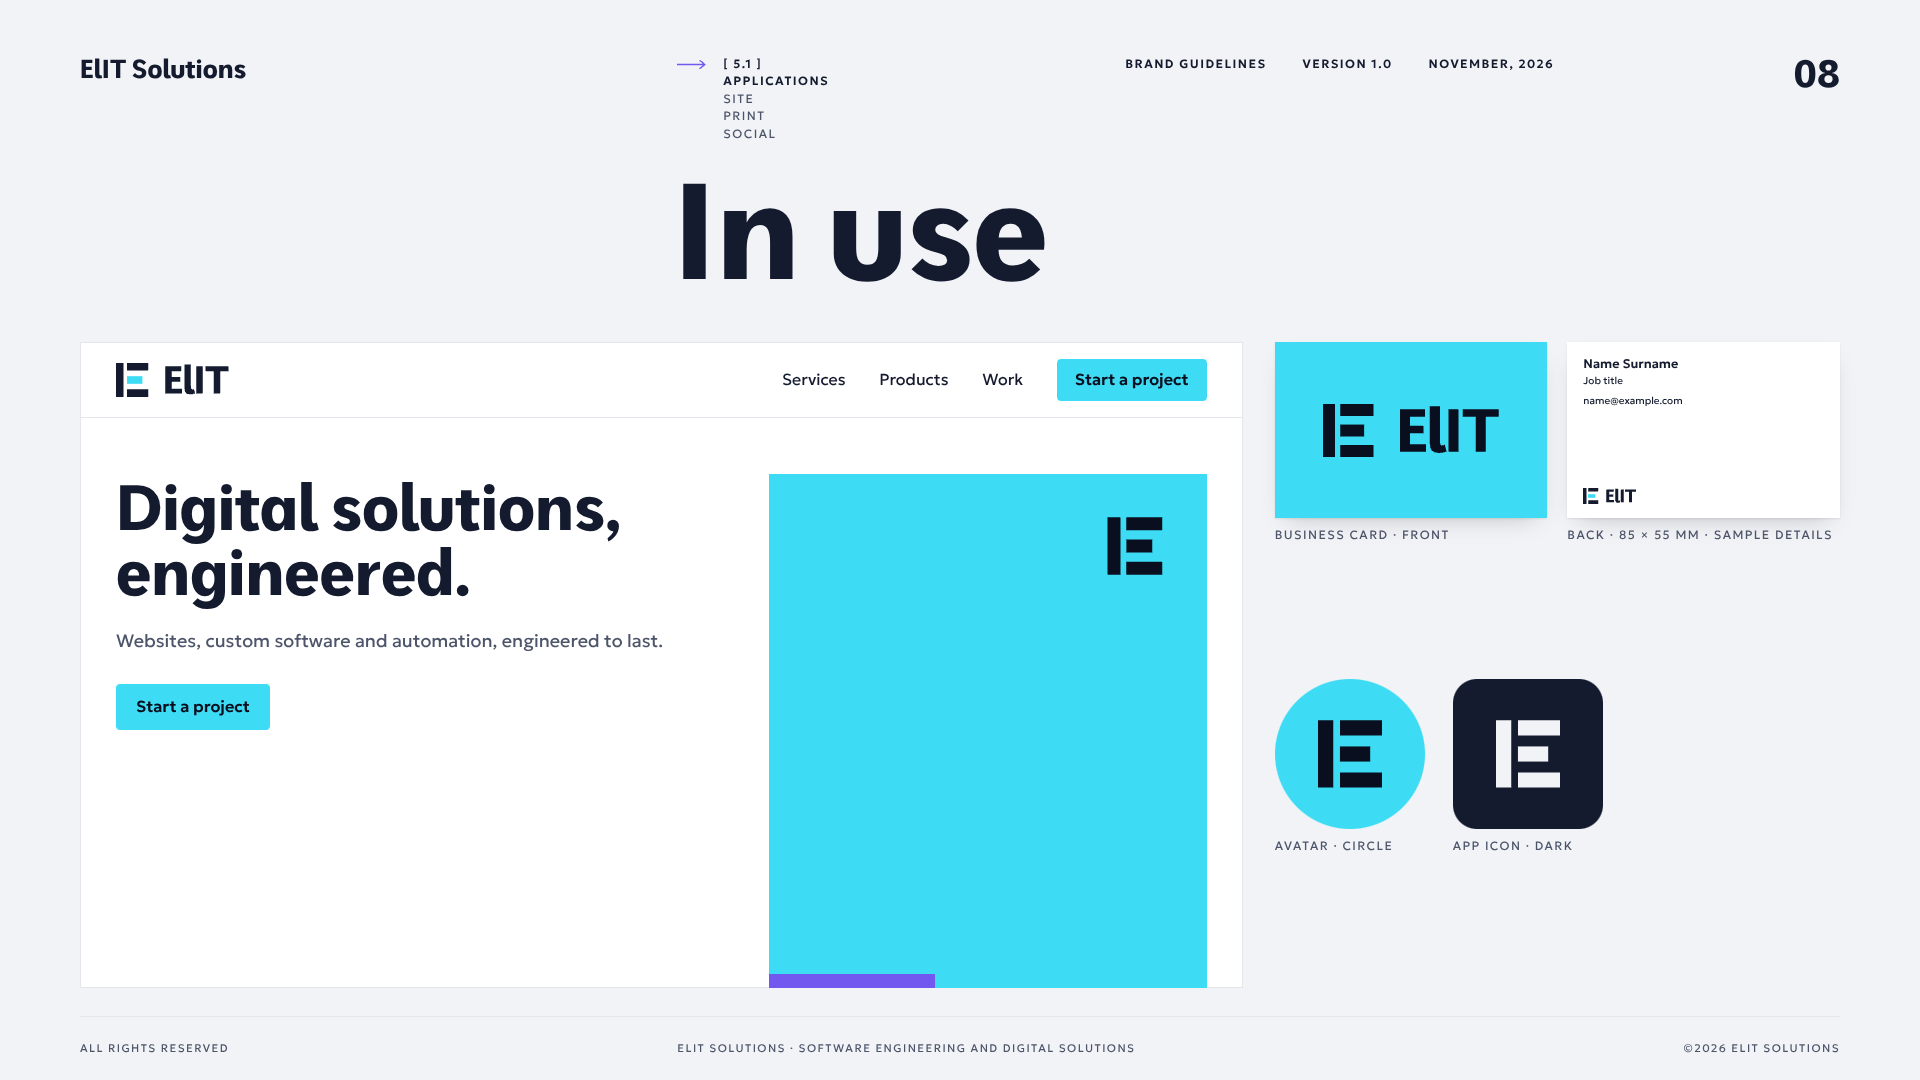 ElIT Solutions
[ 5.1 ]
APPLICATIONS
SITE
PRINT
SOCIAL
BRAND GUIDELINES
VERSION 1.0
NOVEMBER, 2026
08
In use
ElIT
Services
Products
Work
Start a project
Digital solutions,
engineered.
Websites, custom software and automation, engineered to last.
Start a project
ElIT
BUSINESS CARD · FRONT
Name Surname
Job title
name@example.com
ElIT
BACK · 85 × 55 MM · SAMPLE DETAILS
AVATAR · CIRCLE
APP ICON · DARK
ALL RIGHTS RESERVED
ELIT SOLUTIONS · SOFTWARE ENGINEERING AND DIGITAL SOLUTIONS
©2026 ELIT SOLUTIONS